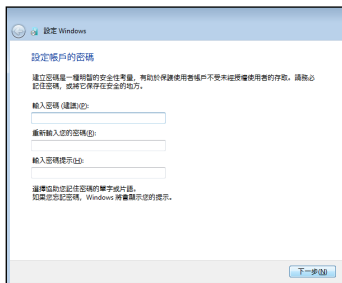 設定 Windows
設定帳戶的密碼
建立密碼是一種明智的安全性考量，有助於保護使用者帳戶不受未經授權使用者的存取。請務必
記住密碼，或將它保存在安全的地方。
輸入密碼 (建議)(P):
重新輸入您的密碼(R):
輸入密碼提示(H):
選擇協助您記住密碼的單字或片語。
如果您忘記密碼，Windows 將會顯示您的提示。
下一步(N)